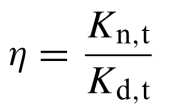 η = K_{n,t} / K_{d,t}